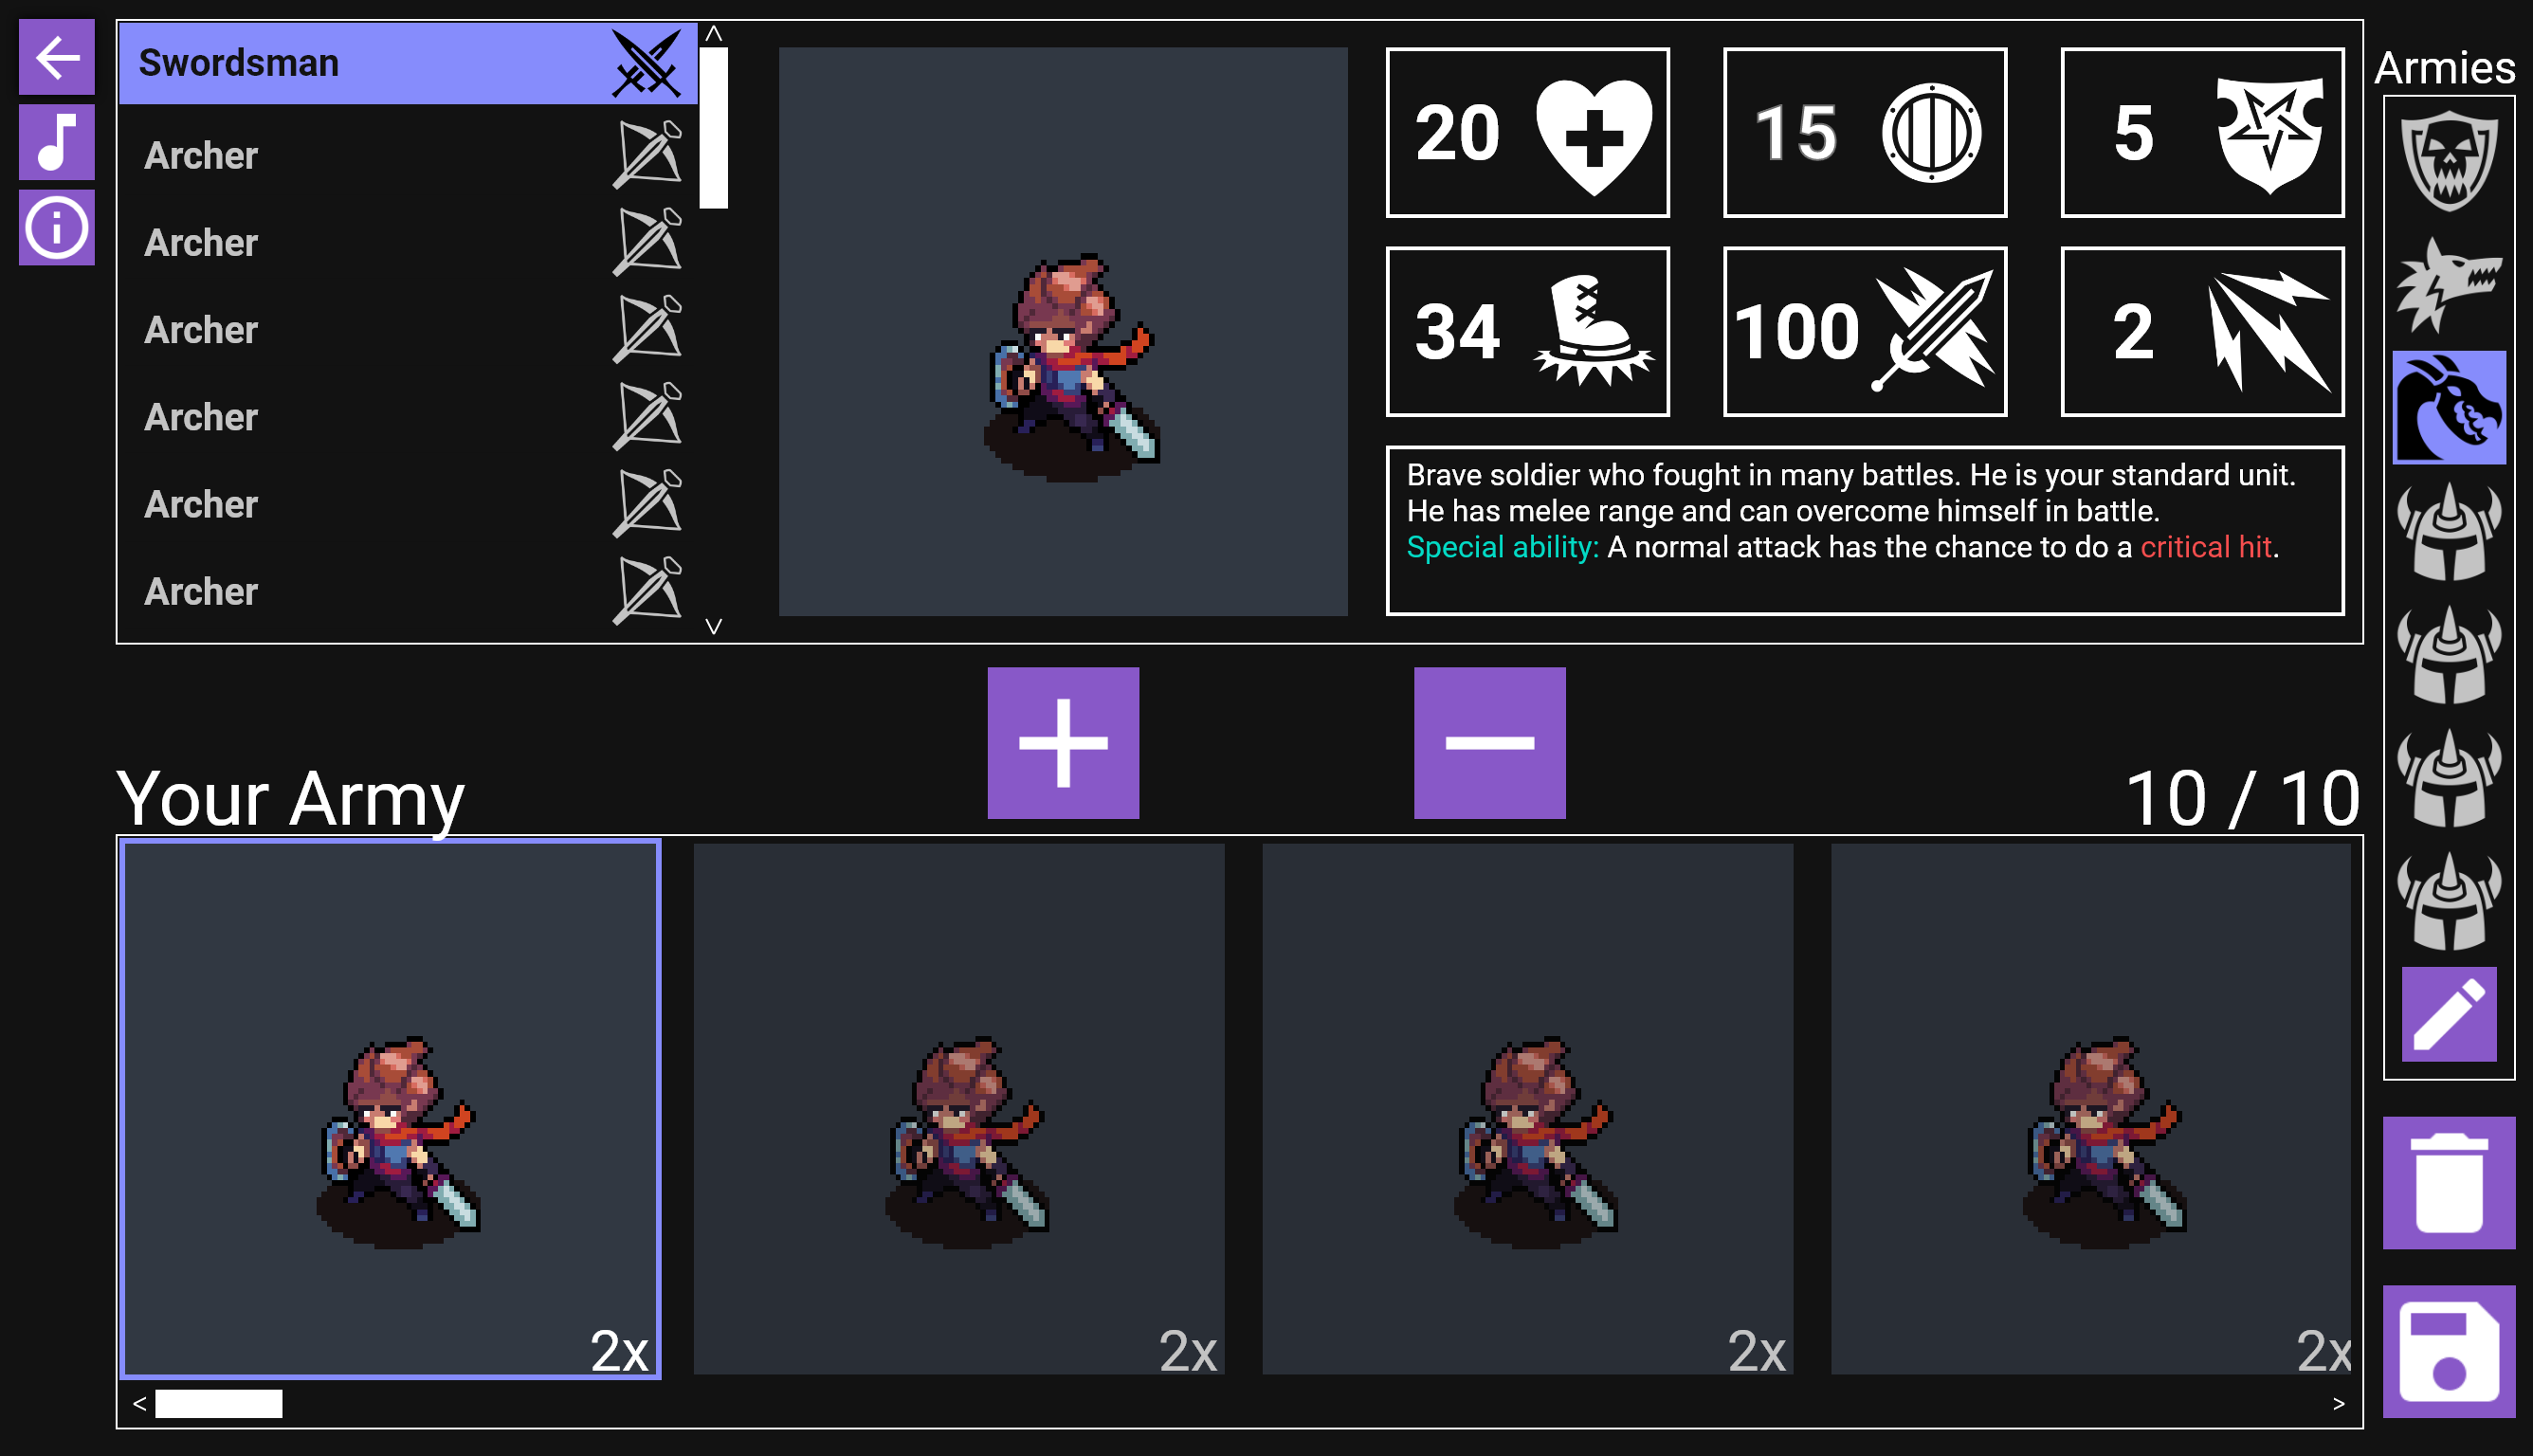 Swordsman
Archer
Archer
Archer
Archer
Archer
Archer
20
15
5
34
100
2
Brave soldier who fought in many battles. He is your standard unit.
He has melee range and can overcome himself in battle.
Special ability: A normal attack has the chance to do a critical hit.
Armies
Your Army
10 / 10
2x
2x
2x
2x